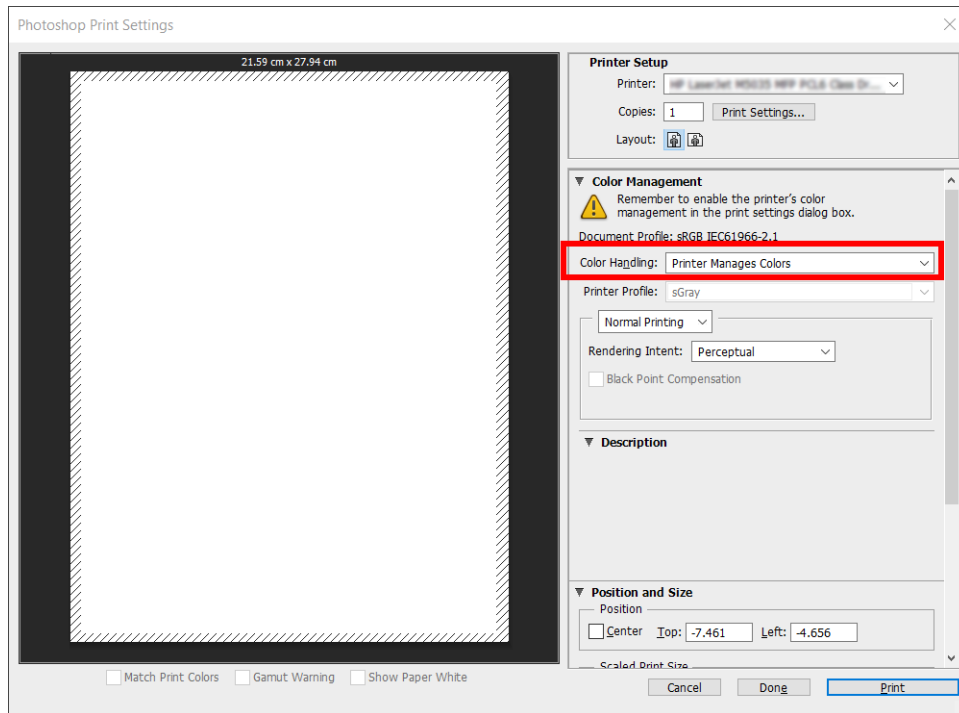 Photoshop Print Settings
21.59 cm x 27.94 cm
Printer Setup
Printer:
Copies: 1 Print Settings...
Layout:
Color Management
Remember to enable the printer's color
management in the print settings dialog box.
Document Profile: sRGB IEC61966-2.1
Color Handling: Printer Manages Colors
Printer Profile: sGray
Normal Printing
Rendering Intent: Perceptual
Black Point Compensation
Description
Position and Size
Position
Center Top: -7.461 Left: -4.656
Scaled Print Size
Match Print Colors Gamut Warning Show Paper White
Cancel Done Print